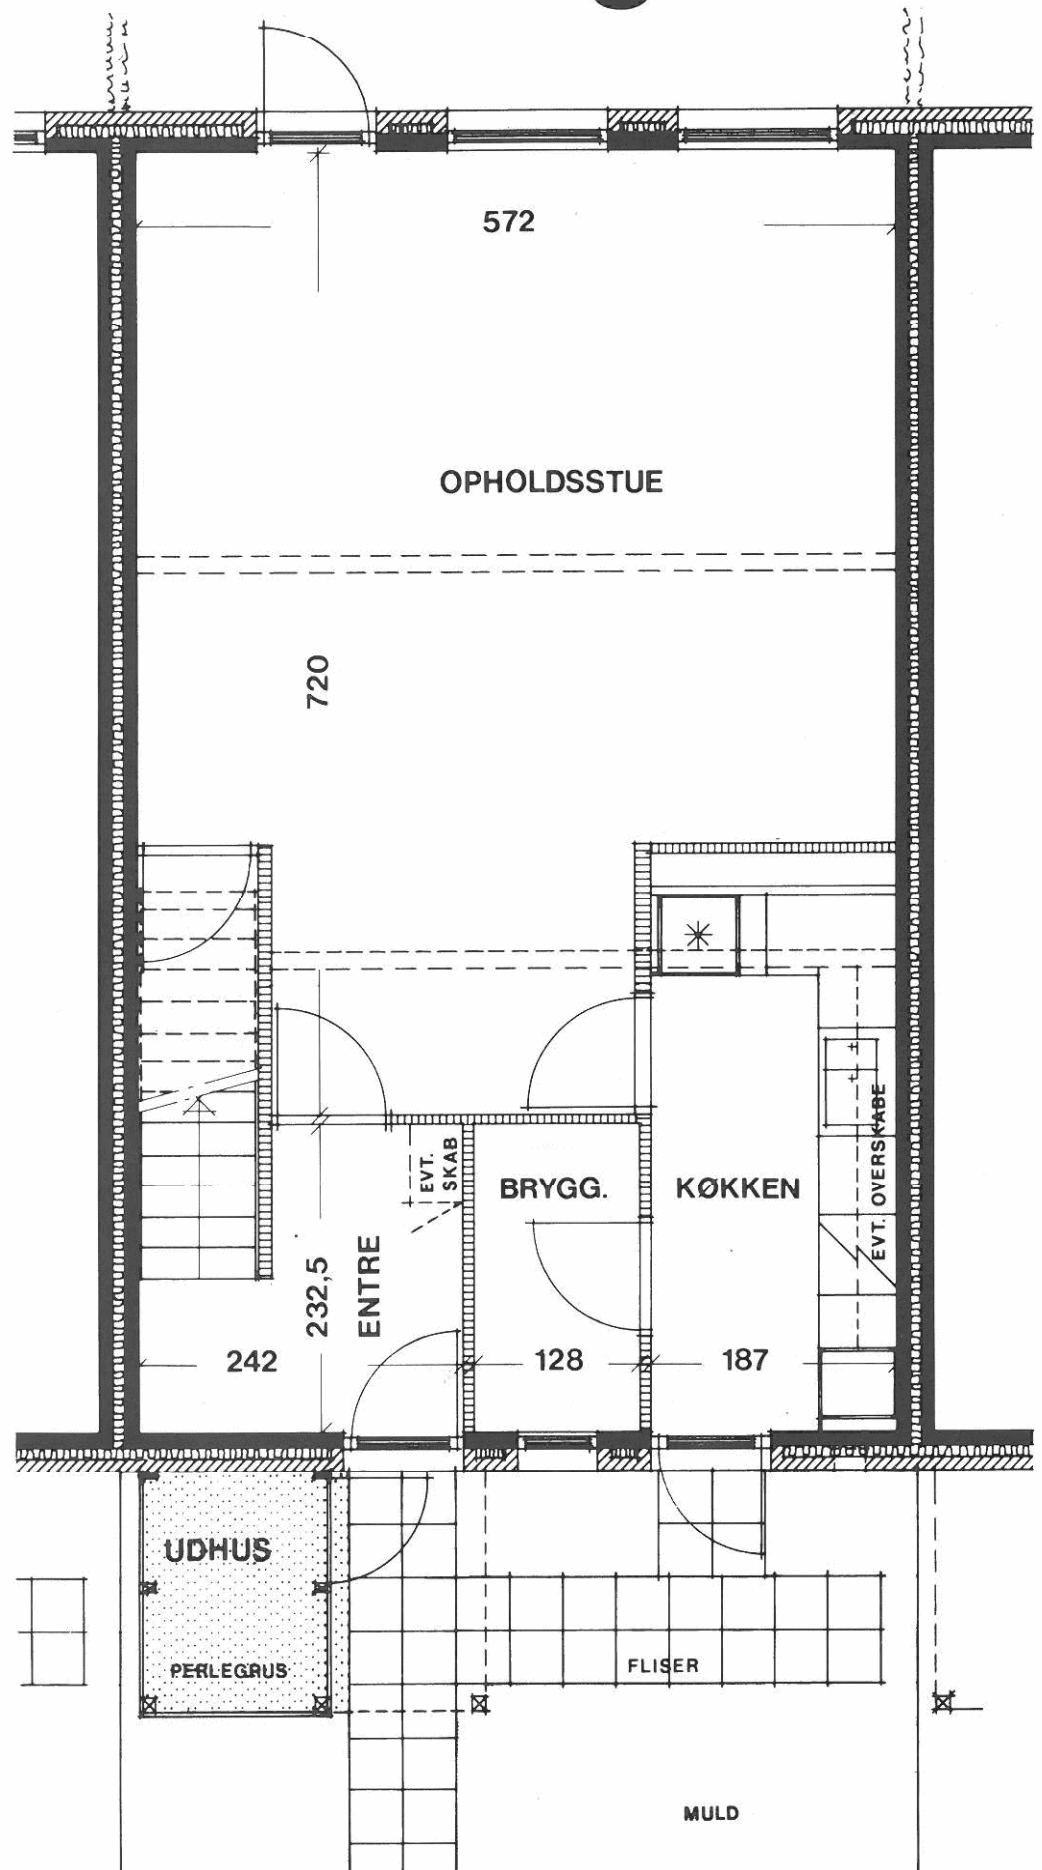 572
OPHOLDSSTUE
720
EVT.
SKAB
BRYGG.
KØKKEN
EVT. OVERSKABE
ENTRE
232,5
242
128
187
UDHUS
PERLEGRUS
FLISER
MULD